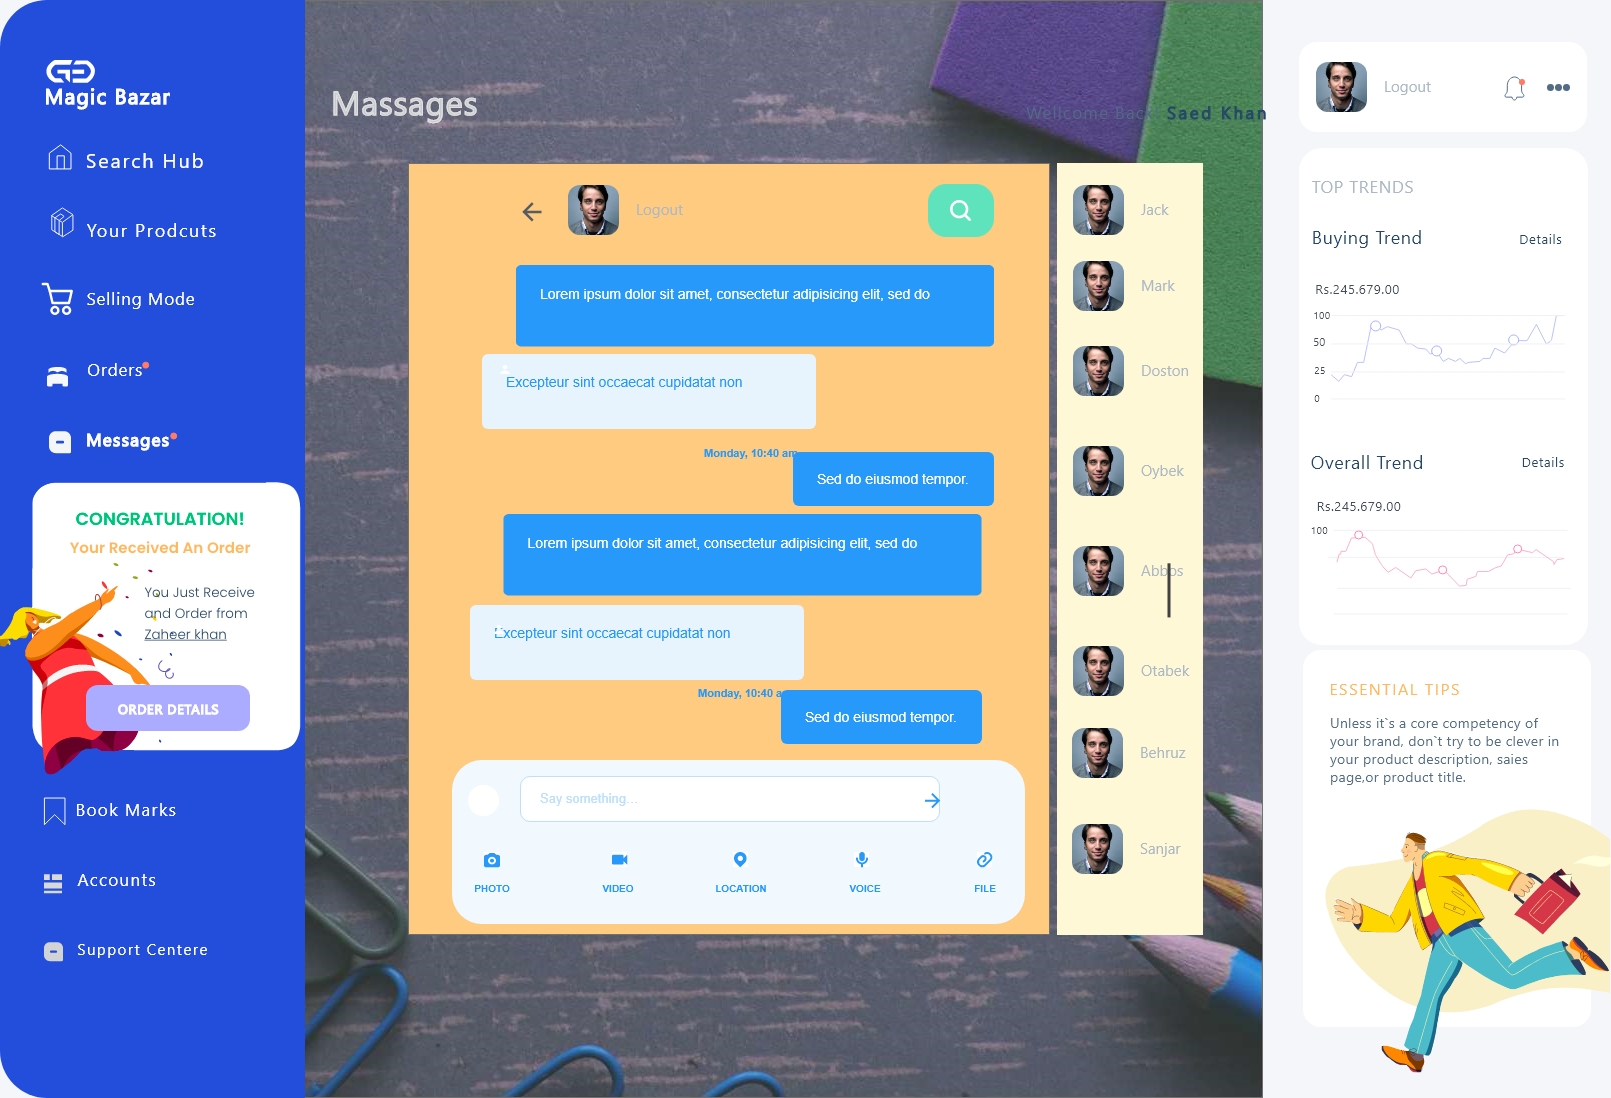 Magic Bazar
Search Hub
Your Prodcuts
Selling Mode
Orders
Messages
CONGRATULATION!
Your Received An Order
You Just Receive
and Order from
Zaheer khan
ORDER DETAILS
Book Marks
Accounts
Support Centere
Massages
Wellcome Back Saed Khan
Logout
Lorem ipsum dolor sit amet, consectetur adipisicing elit, sed do
Excepteur sint occaecat cupidatat non
Monday, 10:40 am
Sed do eiusmod tempor.
Lorem ipsum dolor sit amet, consectetur adipisicing elit, sed do
Excepteur sint occaecat cupidatat non
Monday, 10:40 a
Sed do eiusmod tempor.
Say something...
PHOTO
VIDEO
LOCATION
VOICE
FILE
Jack
Mark
Doston
Oybek
Abbos
Otabek
Behruz
Sanjar
Logout
TOP TRENDS
Buying Trend
Details
Rs.245.679.00
100
50
25
0
Overall Trend
Details
Rs.245.679.00
100
ESSENTIAL TIPS
Unless it`s a core competency of
your brand, don`t try to be clever in
your product description, saies
page,or product title.